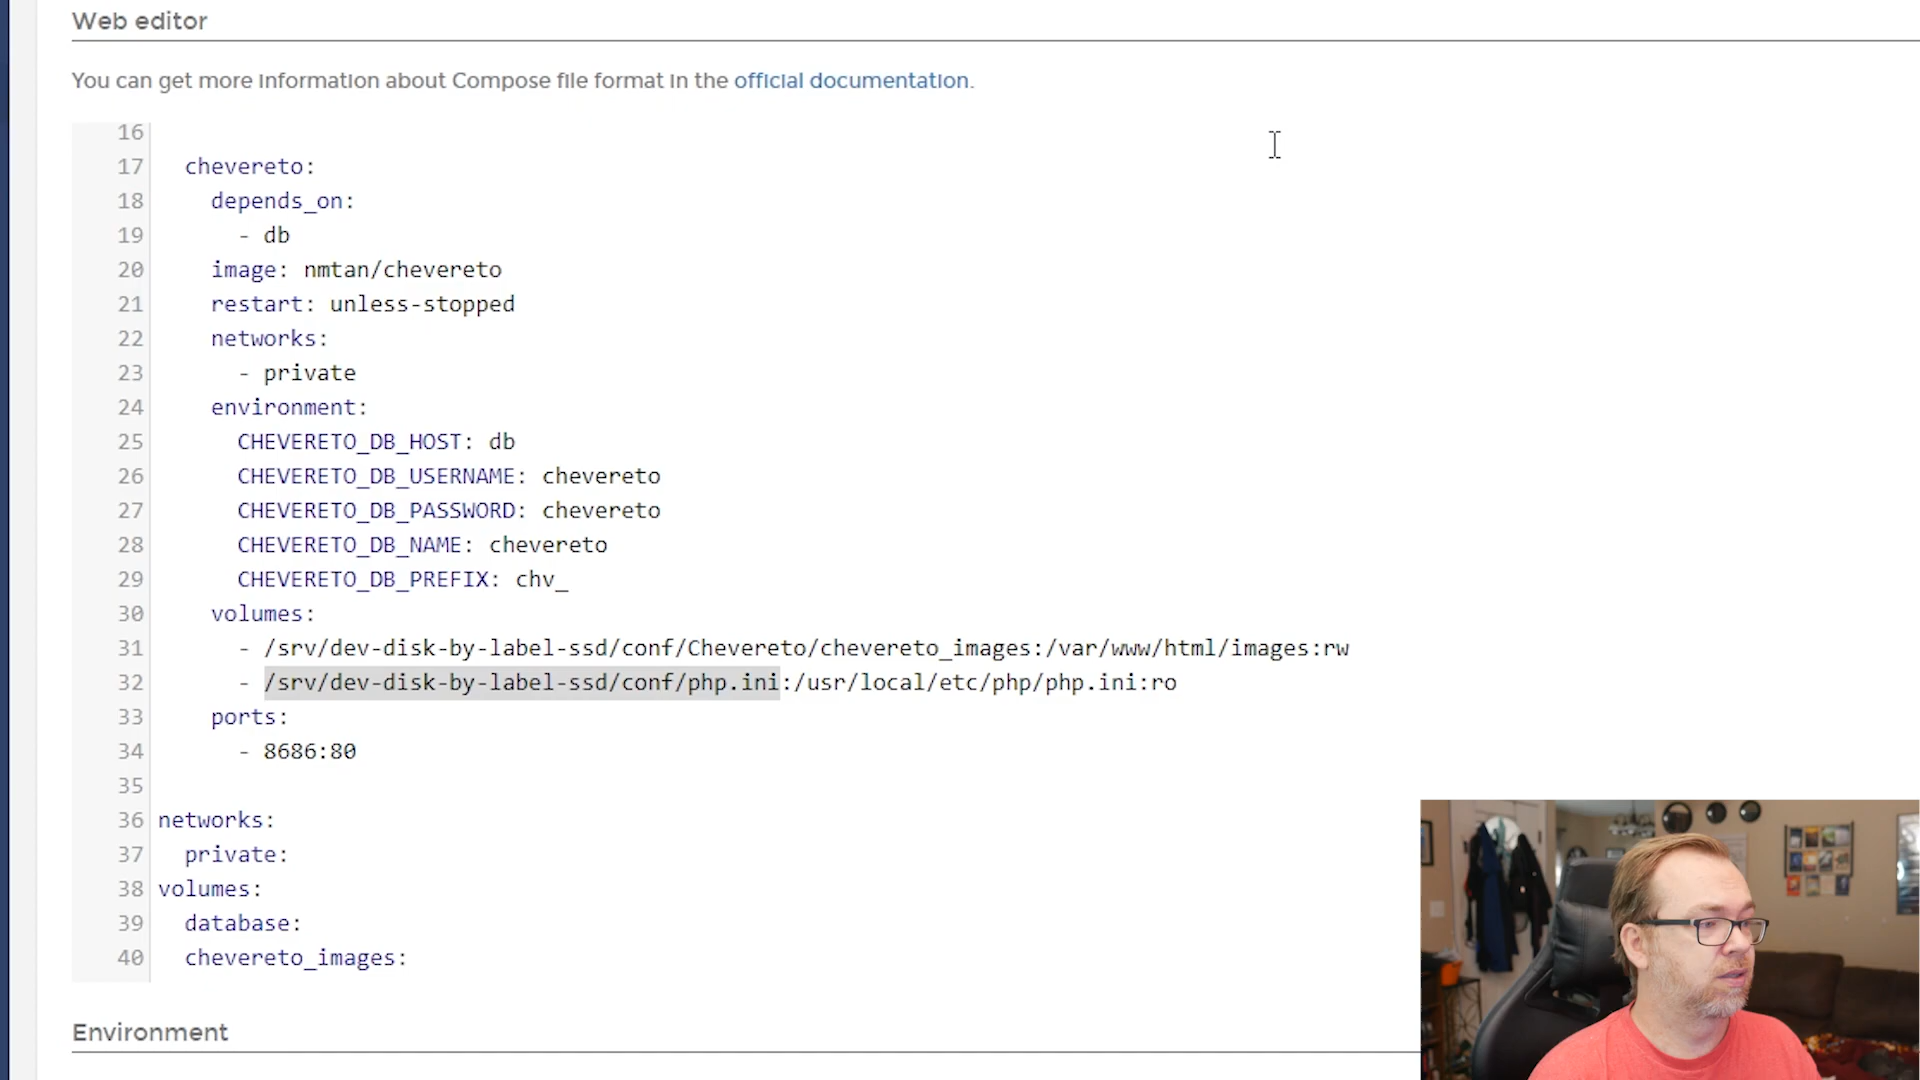 Web editor
You can get more information about Compose file format in the official documentation.
16
17 chevereto:
18 depends_on:
19 - db
20 image: nmtan/chevereto
21 restart: unless-stopped
22 networks:
23 - private
24 environment:
25 CHEVERETO_DB_HOST: db
26 CHEVERETO_DB_USERNAME: chevereto
27 CHEVERETO_DB_PASSWORD: chevereto
28 CHEVERETO_DB_NAME: chevereto
29 CHEVERETO_DB_PREFIX: chv_
30 volumes:
31 - /srv/dev-disk-by-label-ssd/conf/Chevereto/chevereto_images:/var/www/html/images:rw
32 - /srv/dev-disk-by-label-ssd/conf/php.ini:/usr/local/etc/php/php.ini:ro
33 ports:
34 - 8686:80
35
36 networks:
37 private:
38 volumes:
39 database:
40 chevereto_images:
Environment